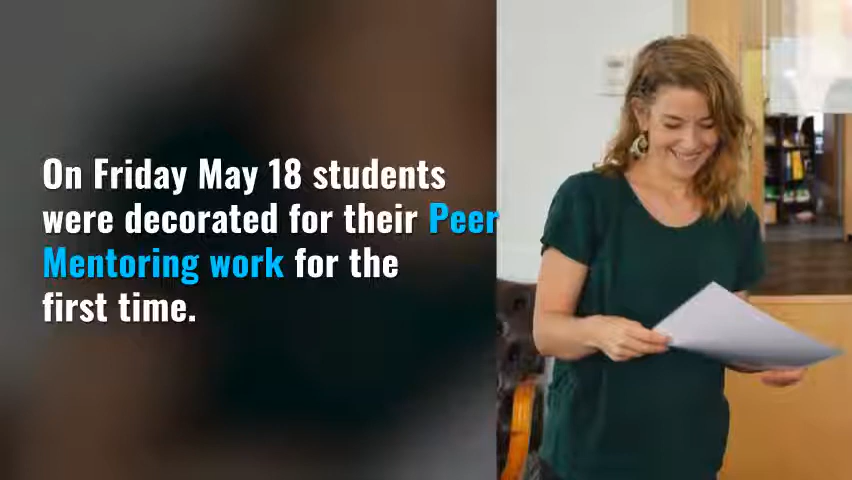 On Friday May 18 students
were decorated for their Peer
Mentoring work for the
first time.